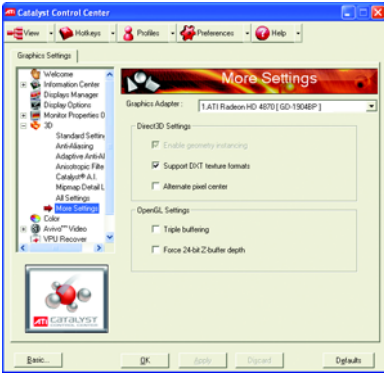 Catalyst Control Center
View Hotkeys Profiles Preferences Help
Graphics Settings
Welcome
Information Center
Displays Manager
Display Options
Monitor Properties 0
3D
Standard Settin
Anti-Aliasing
Adaptive Anti-Al
Anisotropic Filte
Catalyst® A.I.
Mipmap Detail L
All Settings
More Settings
Color
Avivo™ Video
VPU Recover
ATI CATALYST
CONTROL CENTER
More Settings
Graphics Adapter :
1.ATI Radeon HD 4870 [ GD-1904BP ]
Direct3D Settings
Enable geometry instancing
Support DXT texture formats
Alternate pixel center
OpenGL Settings
Triple buffering
Force 24-bit Z-buffer depth
Basic...
OK
Apply
Discard
Defaults